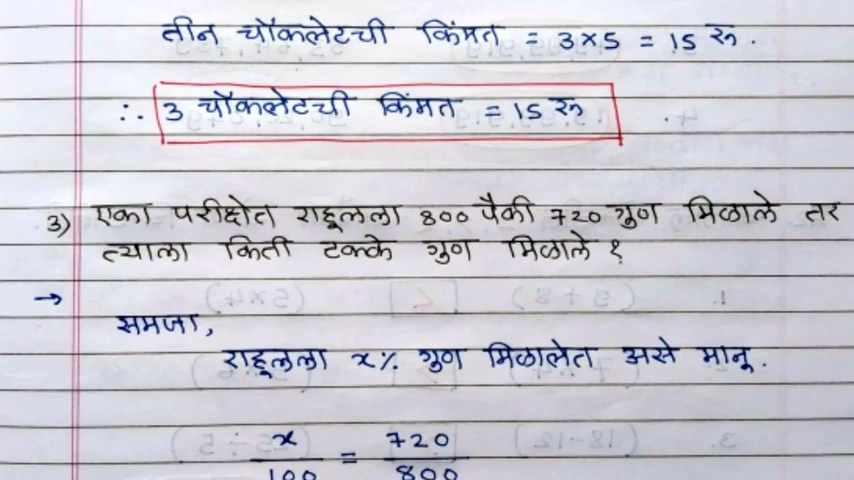 तीन चॉकलेटची किंमत = 3×5 = 15 रू.
∴ 3 चॉकलेटची किंमत = 15 रू
3) एका परीक्षेत राहूलला 800 पैकी 720 गुण मिळाले तर
त्याला किती टक्के गुण मिळाले ?
→
समजा,
राहूलला x% गुण मिळालेत असे मानू.
x/100 = 720/800